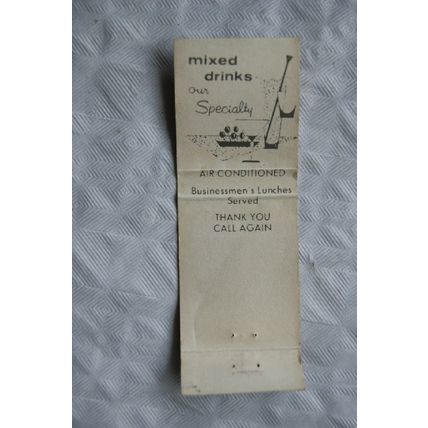 mixed
drinks
our
Specialty
AIR CONDITIONED
Businessmen's Lunches
Served
THANK YOU
CALL AGAIN